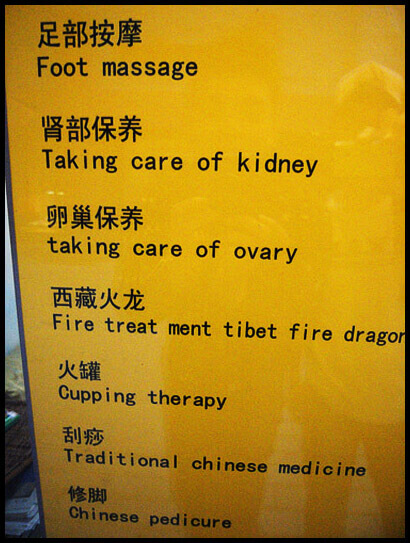 足部按摩
Foot massage
肾部保养
Taking care of kidney
卵巢保养
taking care of ovary
西藏火龙
Fire treat ment tibet fire dragon
火罐
Cupping therapy
刮痧
Traditional chinese medicine
修脚
Chinese pedicure